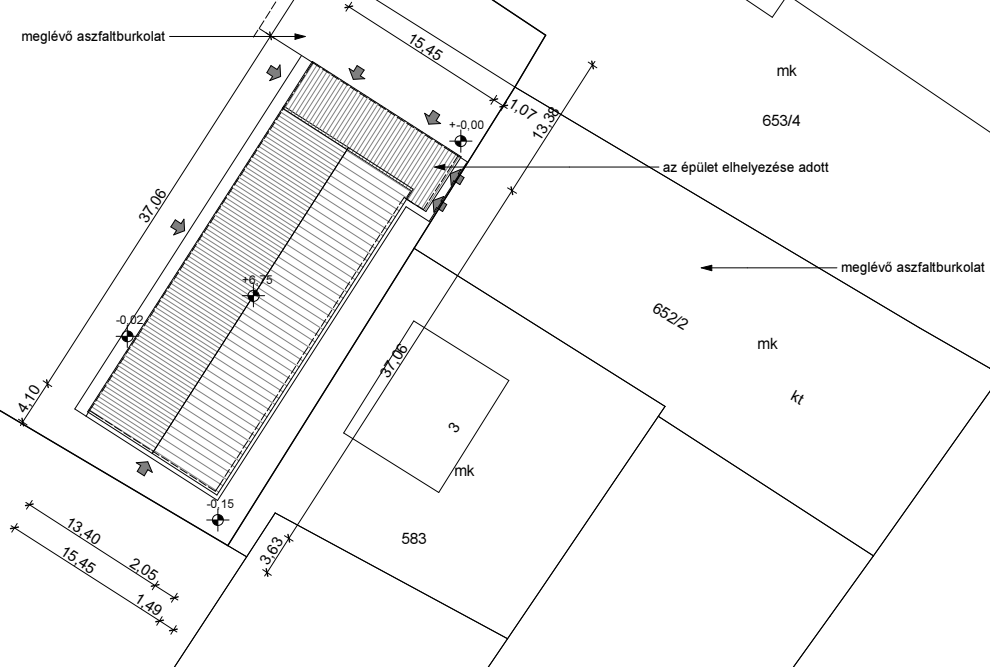 meglévő aszfaltburkolat
15,45
mk
653/4
1,07
13,38
+-0,00
az épület elhelyezése adott
37,06
meglévő aszfaltburkolat
+6,75
652/2
-0,02
mk
37,06
kt
4,10
3
mk
-0,15
13,40
583
15,45
3,63
2,05
1,49